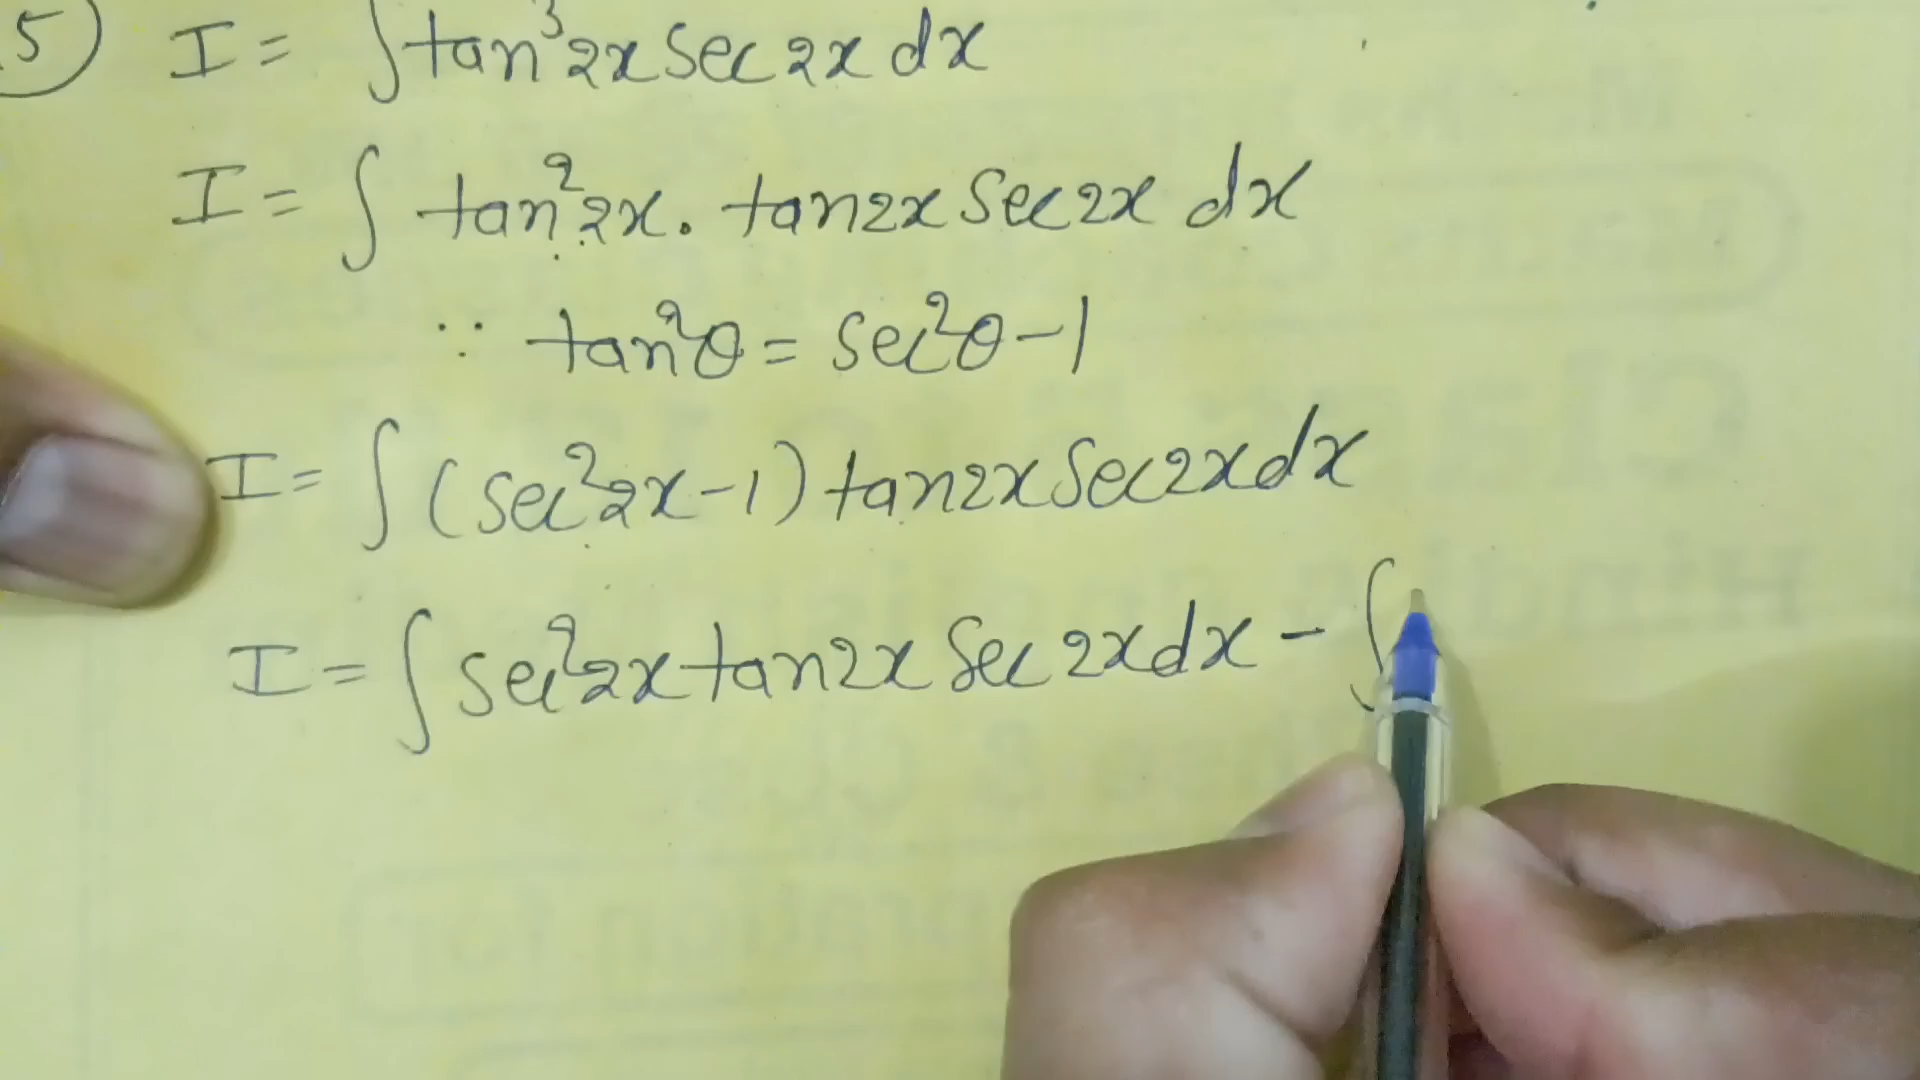 5) I = ∫tan³2x sec2x dx
I = ∫ tan²2x. tan2x sec2x dx
∵ tan²θ = sec²θ-1
I = ∫(sec²2x-1) tan2x sec2x dx
I = ∫sec²2x tan2x sec2x dx - ∫